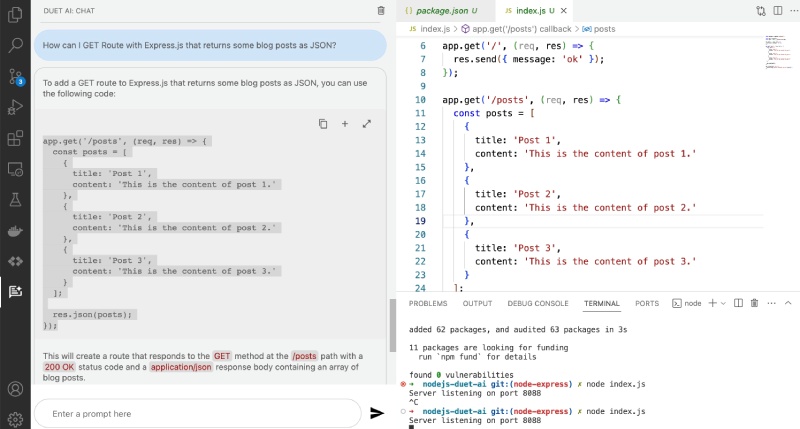 DUET AI: CHAT
How can I GET Route with Express.js that returns some blog posts as JSON?
To add a GET route to Express.js that returns some blog posts as JSON, you can use
the following code:
app.get('/posts', (req, res) => {
  const posts = [
    {
      title: 'Post 1',
      content: 'This is the content of post 1.'
    },
    {
      title: 'Post 2',
      content: 'This is the content of post 2.'
    },
    {
      title: 'Post 3',
      content: 'This is the content of post 3.'
    }
  ];
  res.json(posts);
});
This will create a route that responds to the GET method at the /posts path with a
200 OK status code and a application/json response body containing an array of
blog posts.
Enter a prompt here
3
{} package.json U
JS index.js U ×
JS index.js > app.get('/posts') callback > posts
6 app.get('/', (req, res) => {
7   res.send({ message: 'ok' });
8 });
9
10 app.get('/posts', (req, res) => {
11   const posts = [
12     {
13       title: 'Post 1',
14       content: 'This is the content of post 1.'
15     },
16     {
17       title: 'Post 2',
18       content: 'This is the content of post 2.'
19     },
20     {
21       title: 'Post 3',
22       content: 'This is the content of post 3.'
23     }
24   ];
PROBLEMS OUTPUT DEBUG CONSOLE TERMINAL PORTS node
added 62 packages, and audited 63 packages in 3s
11 packages are looking for funding
  run `npm fund` for details
found 0 vulnerabilities
➜ nodejs-duet-ai git:(node-express) ✗ node index.js
Server listening on port 8088
^C
➜ nodejs-duet-ai git:(node-express) ✗ node index.js
Server listening on port 8088